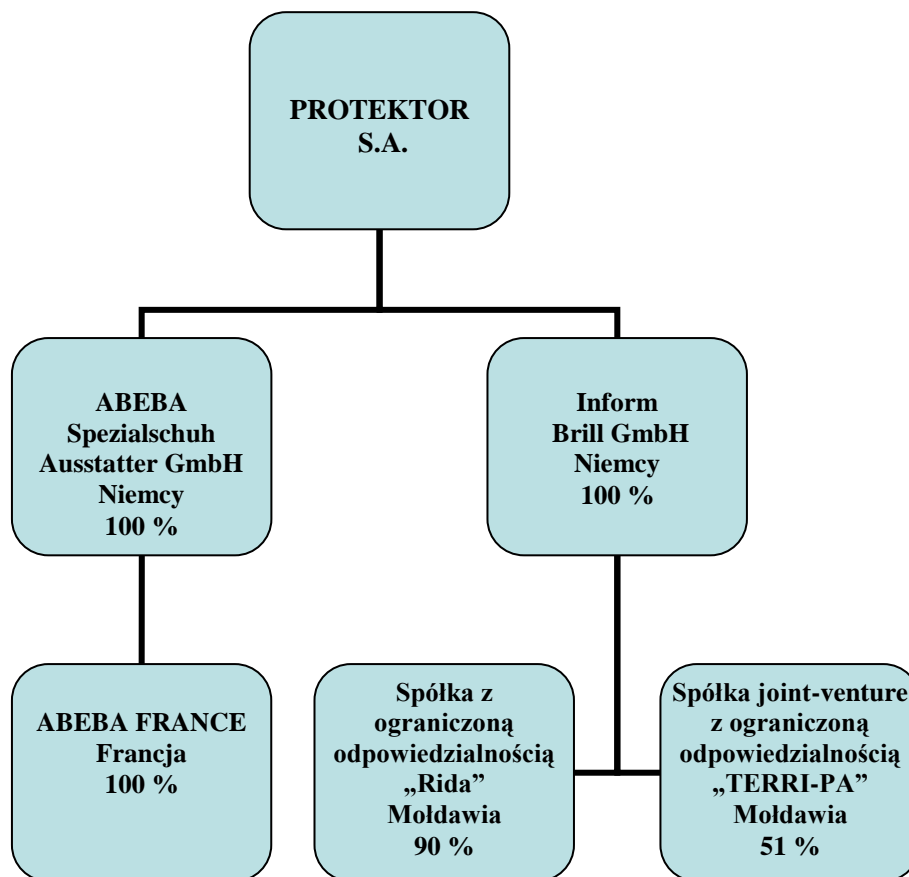 PROTEKTOR
S.A.
ABEBA
Spezialschuh
Ausstatter GmbH
Niemcy
100 %
Inform
Brill GmbH
Niemcy
100 %
ABEBA FRANCE
Francja
100 %
Spółka z
ograniczoną
odpowiedzialnością
„Rida”
Mołdawia
90 %
Spółka joint-venture
z ograniczoną
odpowiedzialnością
„TERRI-PA”
Mołdawia
51 %